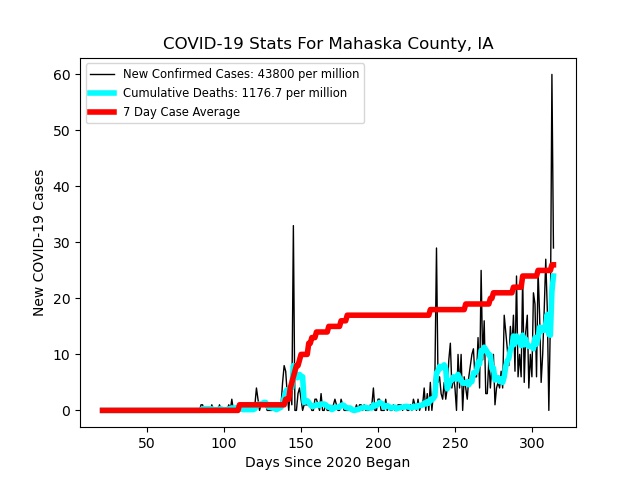 COVID-19 Stats For Mahaska County, IA
New Confirmed Cases: 43800 per million
Cumulative Deaths: 1176.7 per million
7 Day Case Average
New COVID-19 Cases
60
50
40
30
20
10
0
50 100 150 200 250 300
Days Since 2020 Began